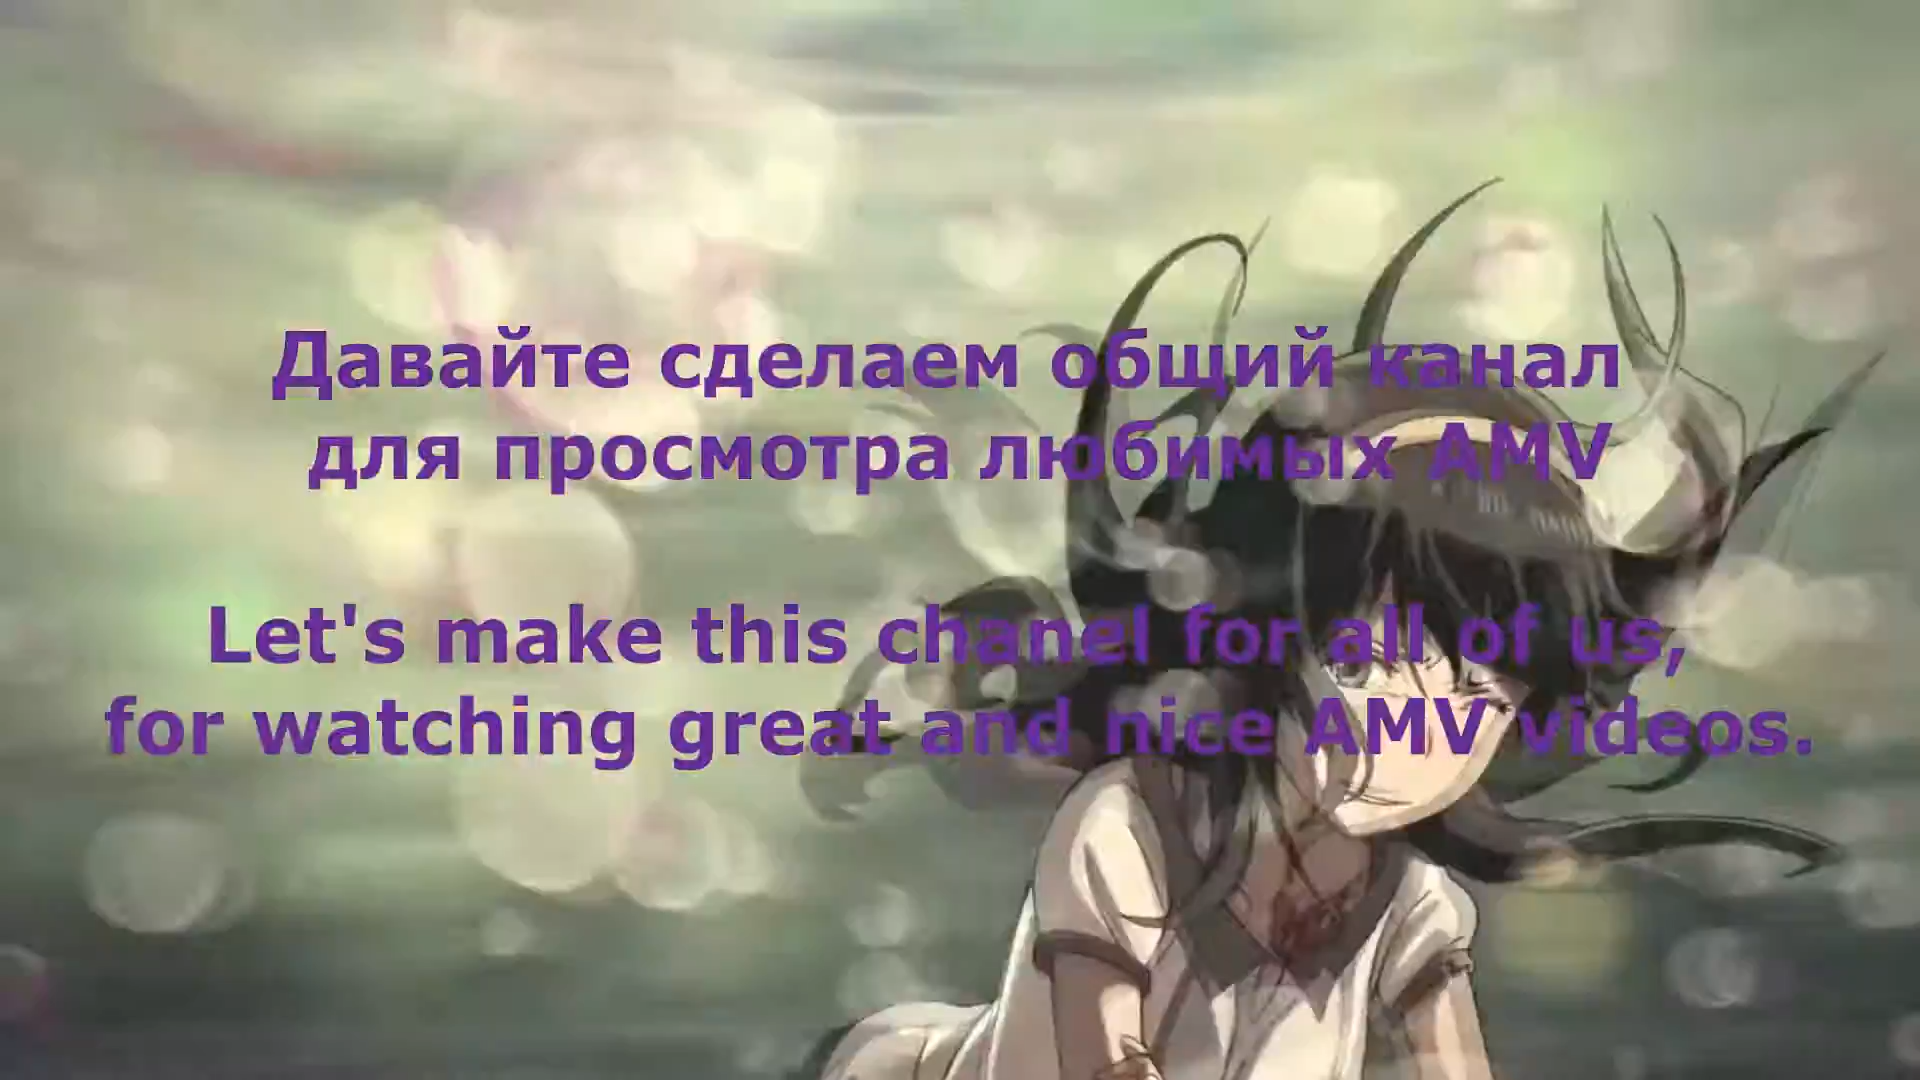 Давайте сделаем общий канал
для просмотра любимых AMV
Let's make this chanel for all of us,
for watching great and nice AMV videos.